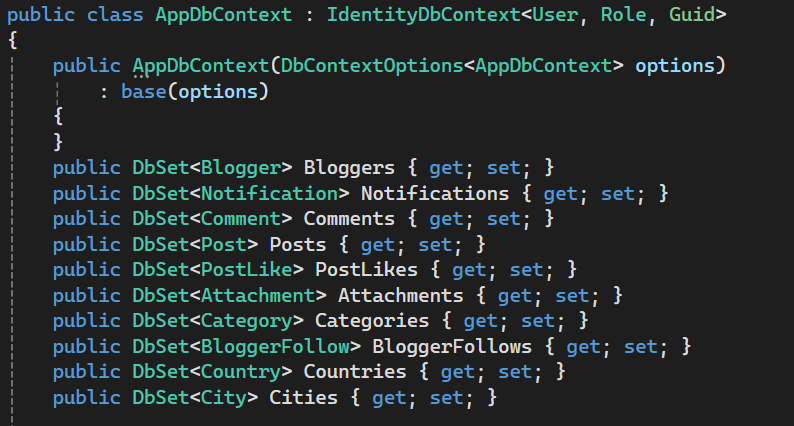 public class AppDbContext : IdentityDbContext<User, Role, Guid>
{
    public AppDbContext(DbContextOptions<AppDbContext> options)
        : base(options)
    {
    }
    public DbSet<Blogger> Bloggers { get; set; }
    public DbSet<Notification> Notifications { get; set; }
    public DbSet<Comment> Comments { get; set; }
    public DbSet<Post> Posts { get; set; }
    public DbSet<PostLike> PostLikes { get; set; }
    public DbSet<Attachment> Attachments { get; set; }
    public DbSet<Category> Categories { get; set; }
    public DbSet<BloggerFollow> BloggerFollows { get; set; }
    public DbSet<Country> Countries { get; set; }
    public DbSet<City> Cities { get; set; }